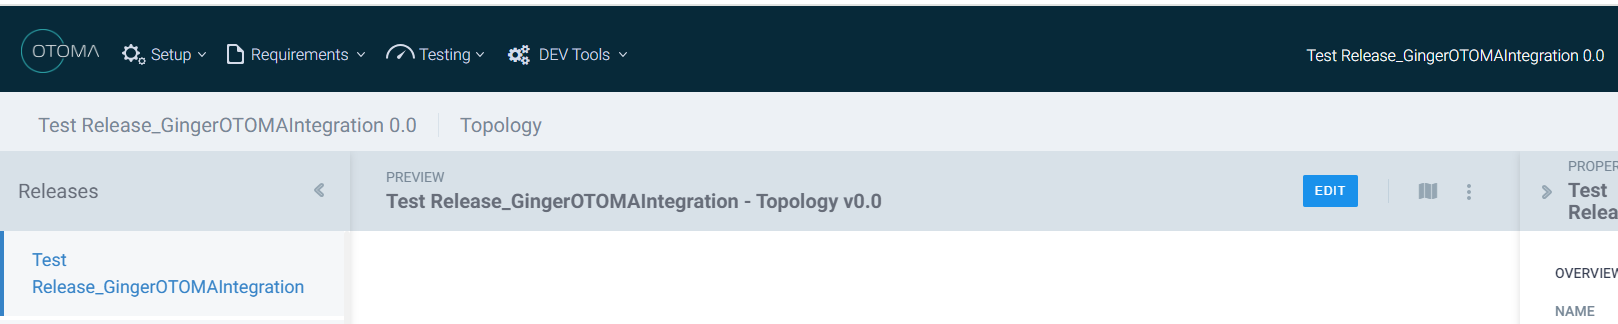 OTOMA Setup Requirements Testing DEV Tools Test Release_GingerOTOMAIntegration 0.0
Test Release_GingerOTOMAIntegration 0.0 Topology
Releases
PREVIEW
Test Release_GingerOTOMAIntegration - Topology v0.0
EDIT
PROPER
Test
Relea
Test
Release_GingerOTOMAIntegration
OVERVIEW
NAME